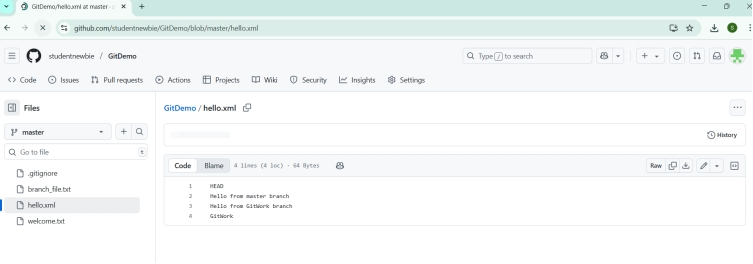 GitDemo/hello.xml at master · s
github.com/studentnewbie/GitDemo/blob/master/hello.xml
S
studentnewbie / GitDemo
Type / to search
Code Issues Pull requests Actions Projects Wiki Security Insights Settings
Files
GitDemo / hello.xml
master
History
Go to file t
Code Blame 4 lines (4 loc) · 64 Bytes Raw
.gitignore
branch_file.txt
hello.xml
welcome.txt
1 HEAD
2 Hello from master branch
3 Hello from GitWork branch
4 GitWork